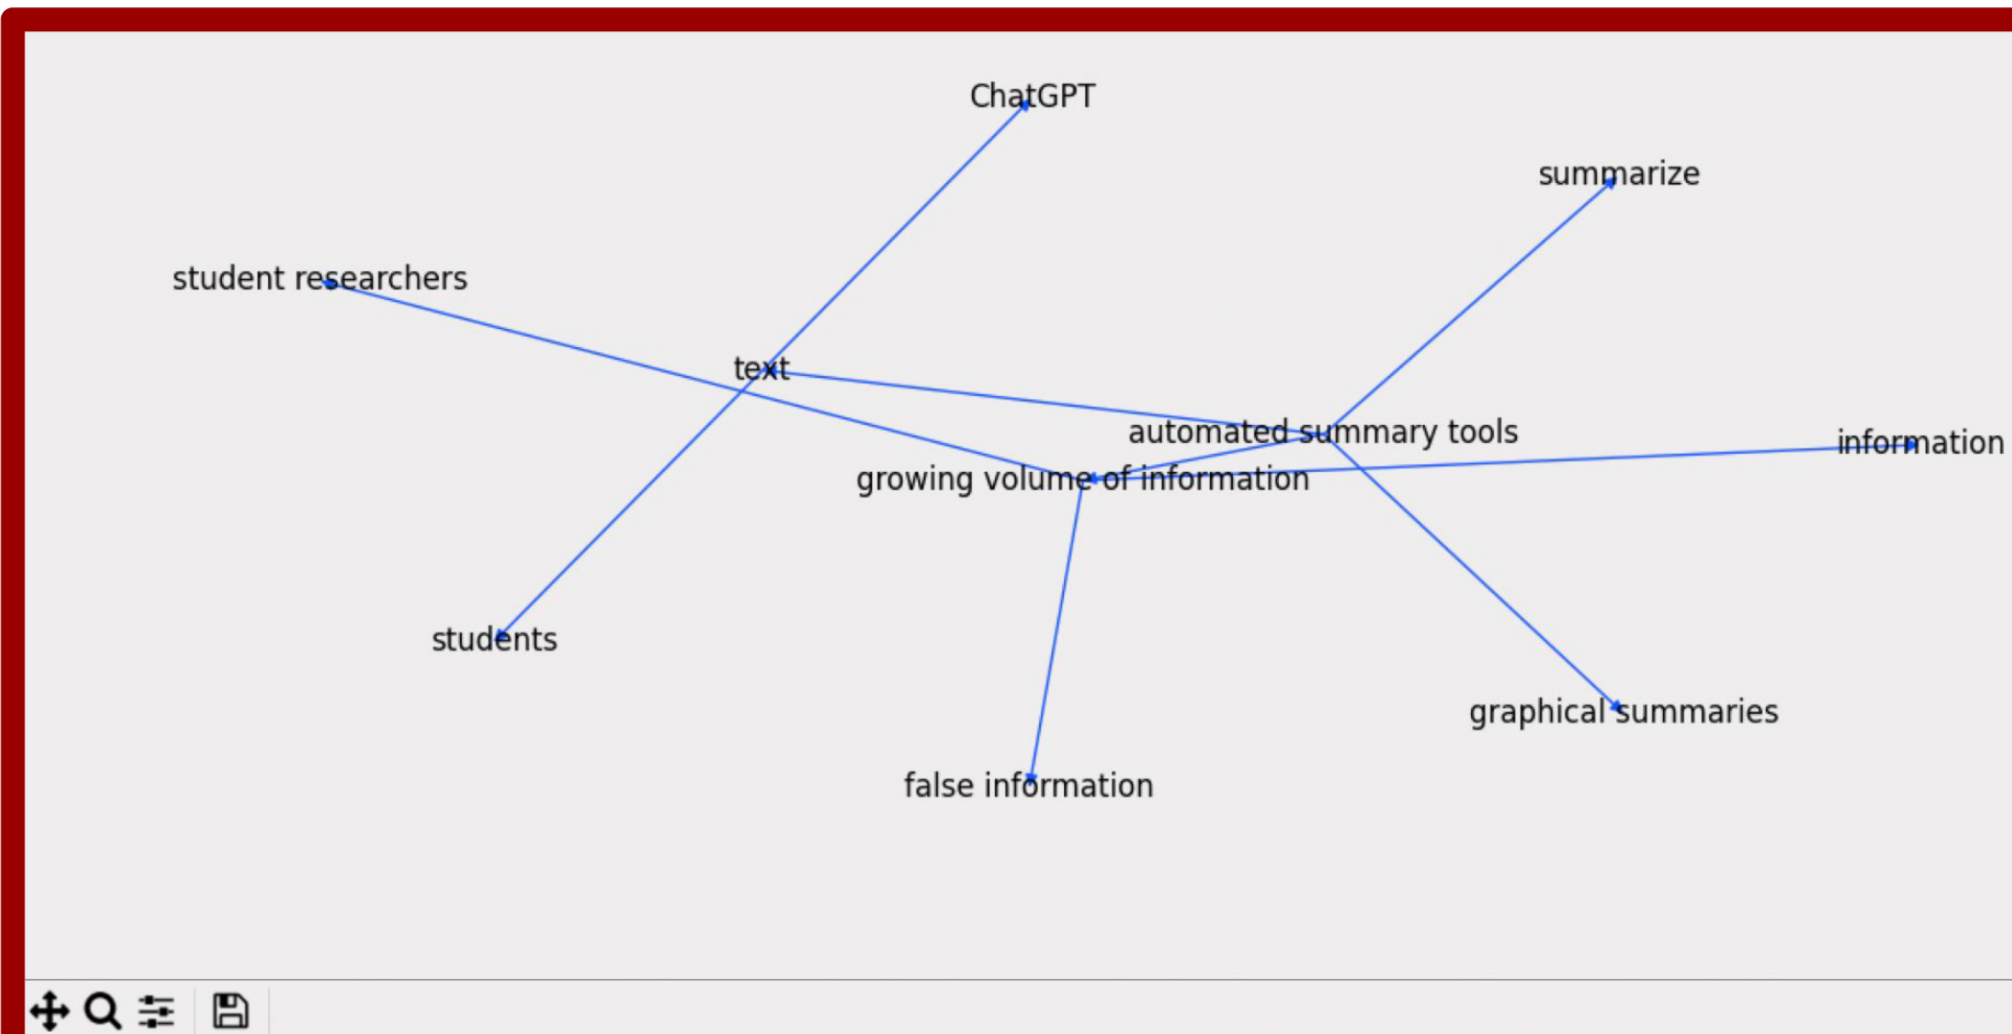 ChatGPT
summarize
student researchers
text
automated summary tools
information
growing volume of information
students
graphical summaries
false information